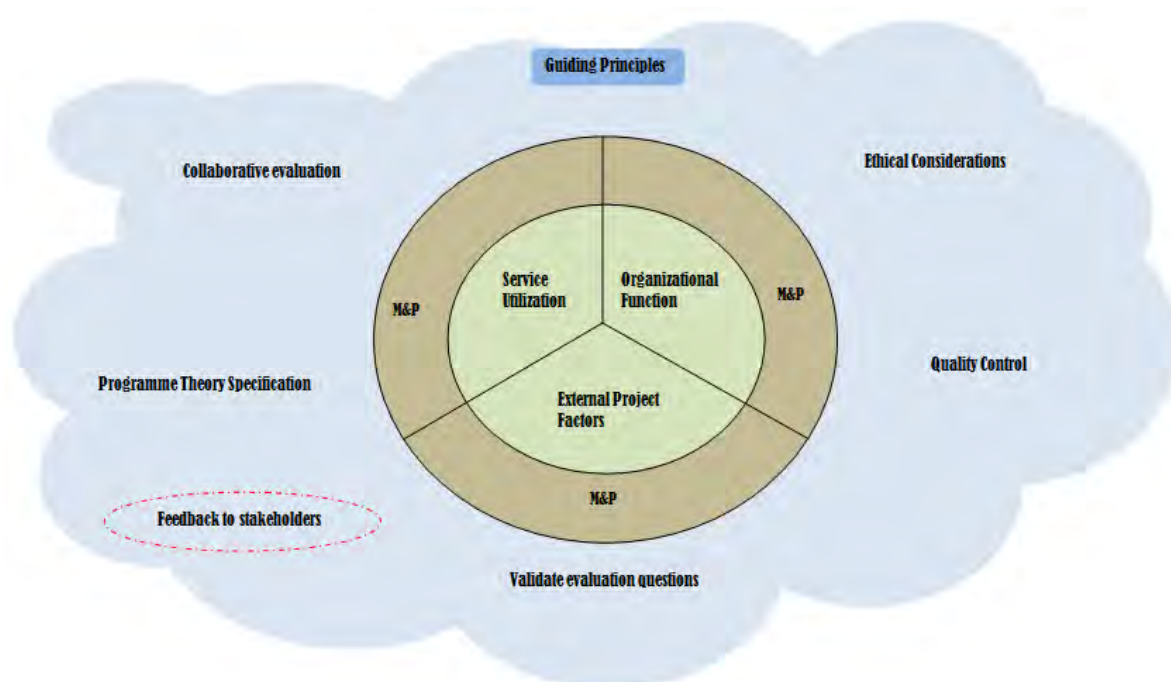 Guiding Principles
Collaborative evaluation
Ethical Considerations
Service
Utilization
Organizational
Function
M&P
M&P
Programme Theory Specification
Quality Control
External Project
Factors
M&P
Feedback to stakeholders
Validate evaluation questions